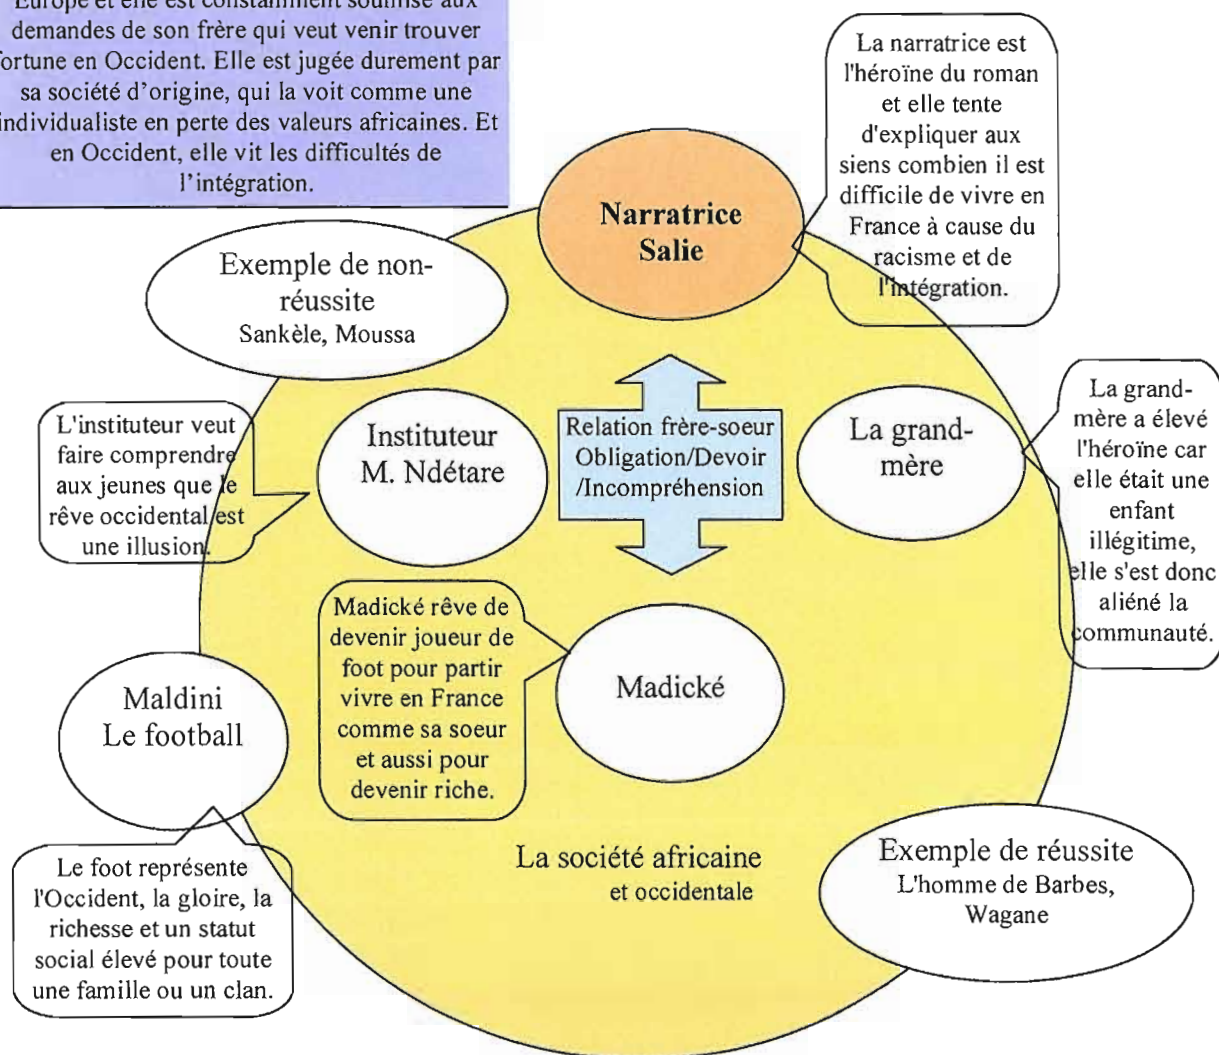 Europe et elle est constamment soumise aux
demandes de son frère qui veut venir trouver
fortune en Occident. Elle est jugée durement par
sa société d'origine, qui la voit comme une
individualiste en perte des valeurs africaines. Et
en Occident, elle vit les difficultés de
l'intégration.
La narratrice est
l'héroïne du roman
et elle tente
d'expliquer aux
siens combien il est
difficile de vivre en
France à cause du
racisme et de
l'intégration.
Narratrice
Salie
Exemple de non-
réussite
Sankèle, Moussa
L'instituteur veut
faire comprendre
aux jeunes que le
rêve occidental est
une illusion.
Instituteur
M. Ndétare
Relation frère-soeur
Obligation/Devoir
/Incompréhension
La grand-
mère
La grand-
mère a élevé
l'héroïne car
elle était une
enfant
illégitime,
elle s'est donc
aliéné la
communauté.
Madické rêve de
devenir joueur de
foot pour partir
vivre en France
comme sa soeur
et aussi pour
devenir riche.
Madické
Maldini
Le football
Le foot représente
l'Occident, la gloire, la
richesse et un statut
social élevé pour toute
une famille ou un clan.
La société africaine
et occidentale
Exemple de réussite
L'homme de Barbes,
Wagane